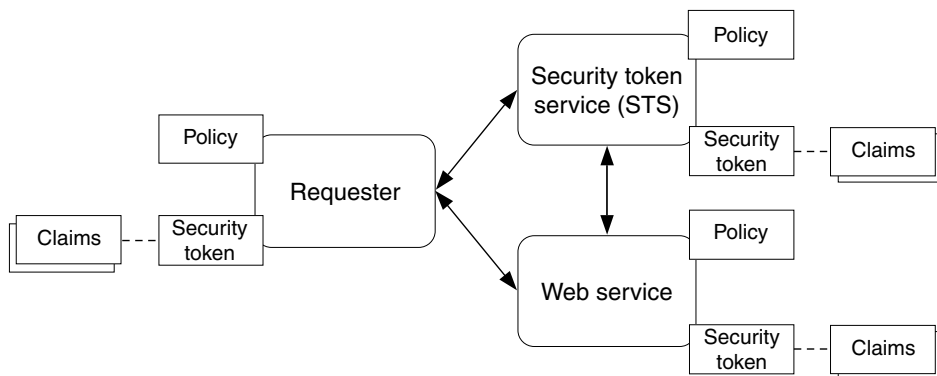 Policy
Security token
service (STS)
Policy
Security
token
Claims
Requester
Claims
Security
token
Policy
Web service
Security
token
Claims